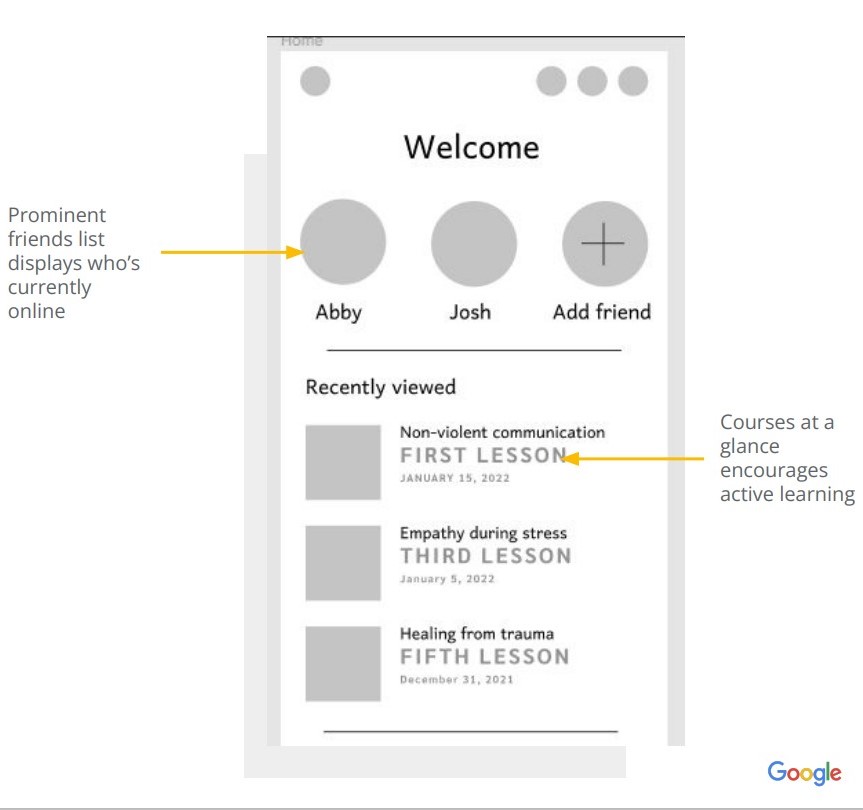 Home
Welcome
Prominent
friends list
displays who's
currently
online
Abby
Josh
Add friend
Recently viewed
Non-violent communication
FIRST LESSON
JANUARY 15, 2022
Courses at a
glance
encourages
active learning
Empathy during stress
THIRD LESSON
January 5, 2022
Healing from trauma
FIFTH LESSON
December 31, 2021
Google